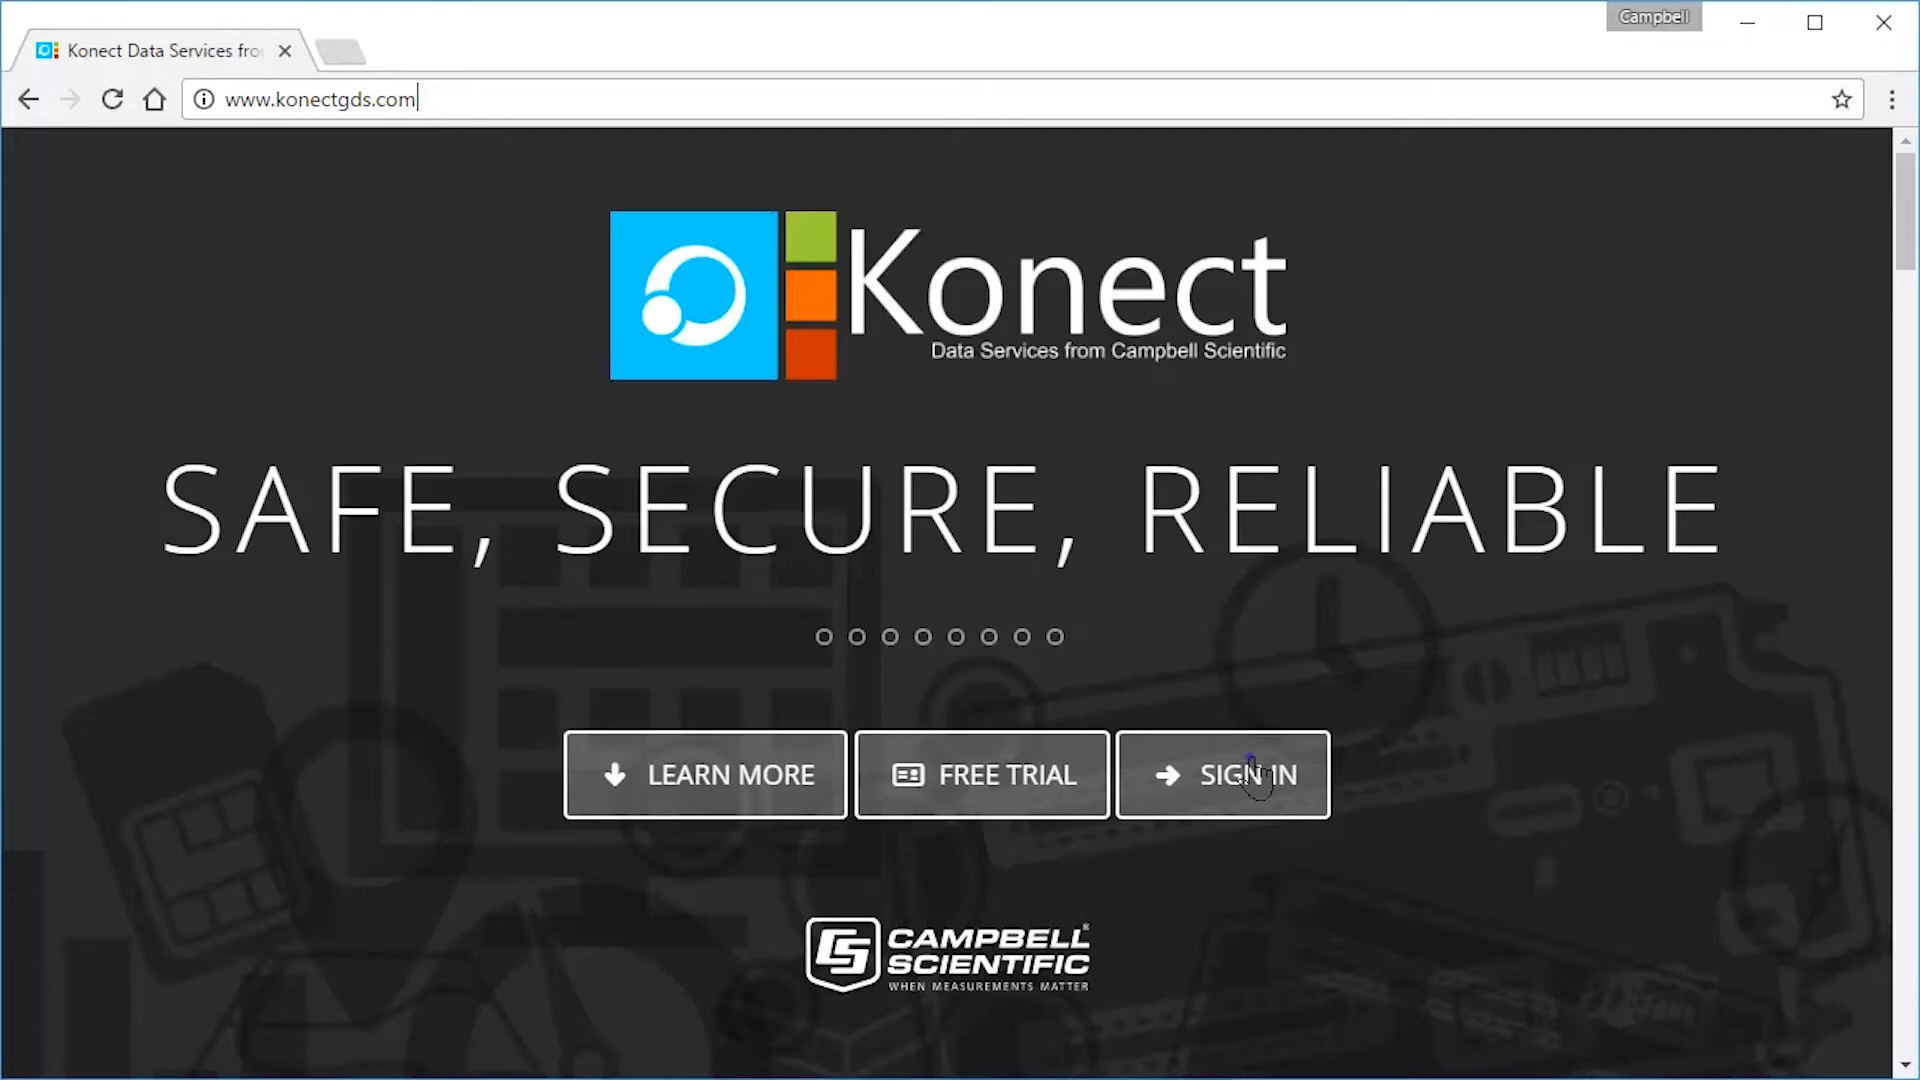 Campbell
Konect Data Services fro
www.konectgds.com
Konect
Data Services from Campbell Scientific
SAFE, SECURE, RELIABLE
LEARN MORE
FREE TRIAL
SIGN IN
CAMPBELL
SCIENTIFIC
WHEN MEASUREMENTS MATTER